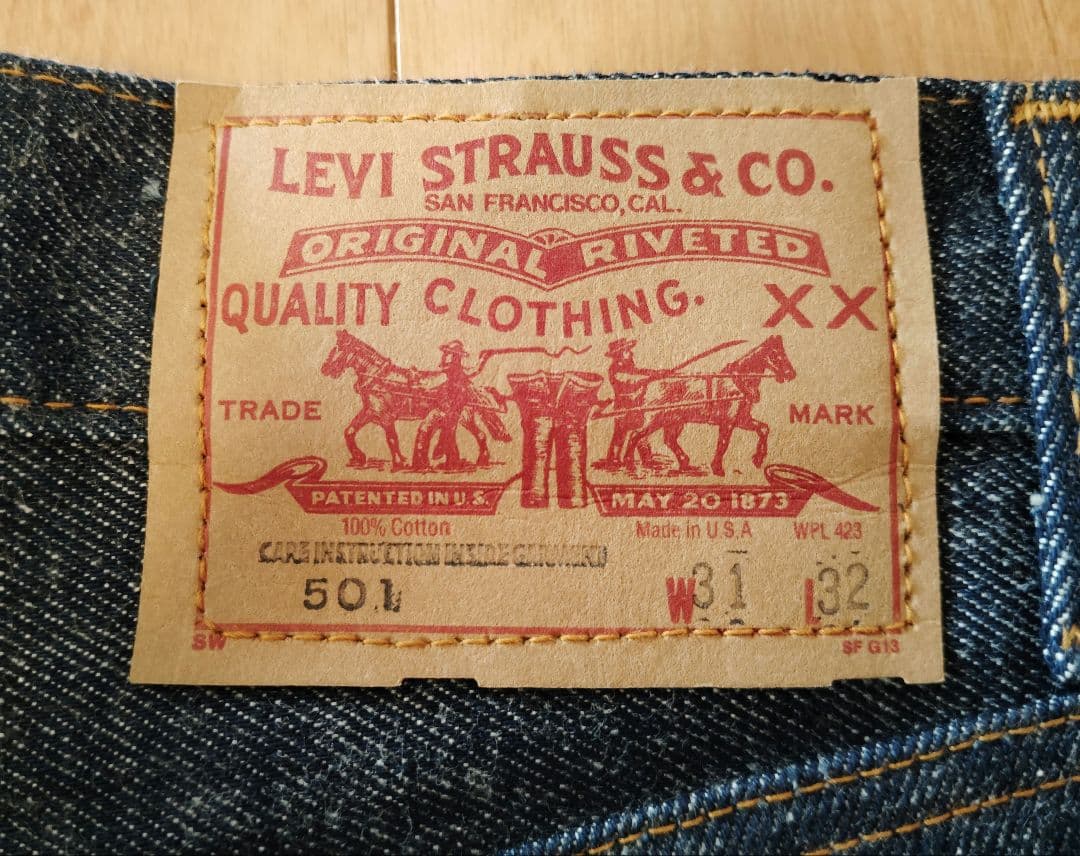 LEVI STRAUSS & CO.
SAN FRANCISCO, CAL.
ORIGINAL RIVETED
QUALITY CLOTHING. XX
TRADE MARK
PATENTED IN U.S. MAY 20 1873
100% Cotton Made in U.S.A WPL 423
CARE INSTRUCTION INSIDE GARMENT
501 W31 L32
SW SF G13